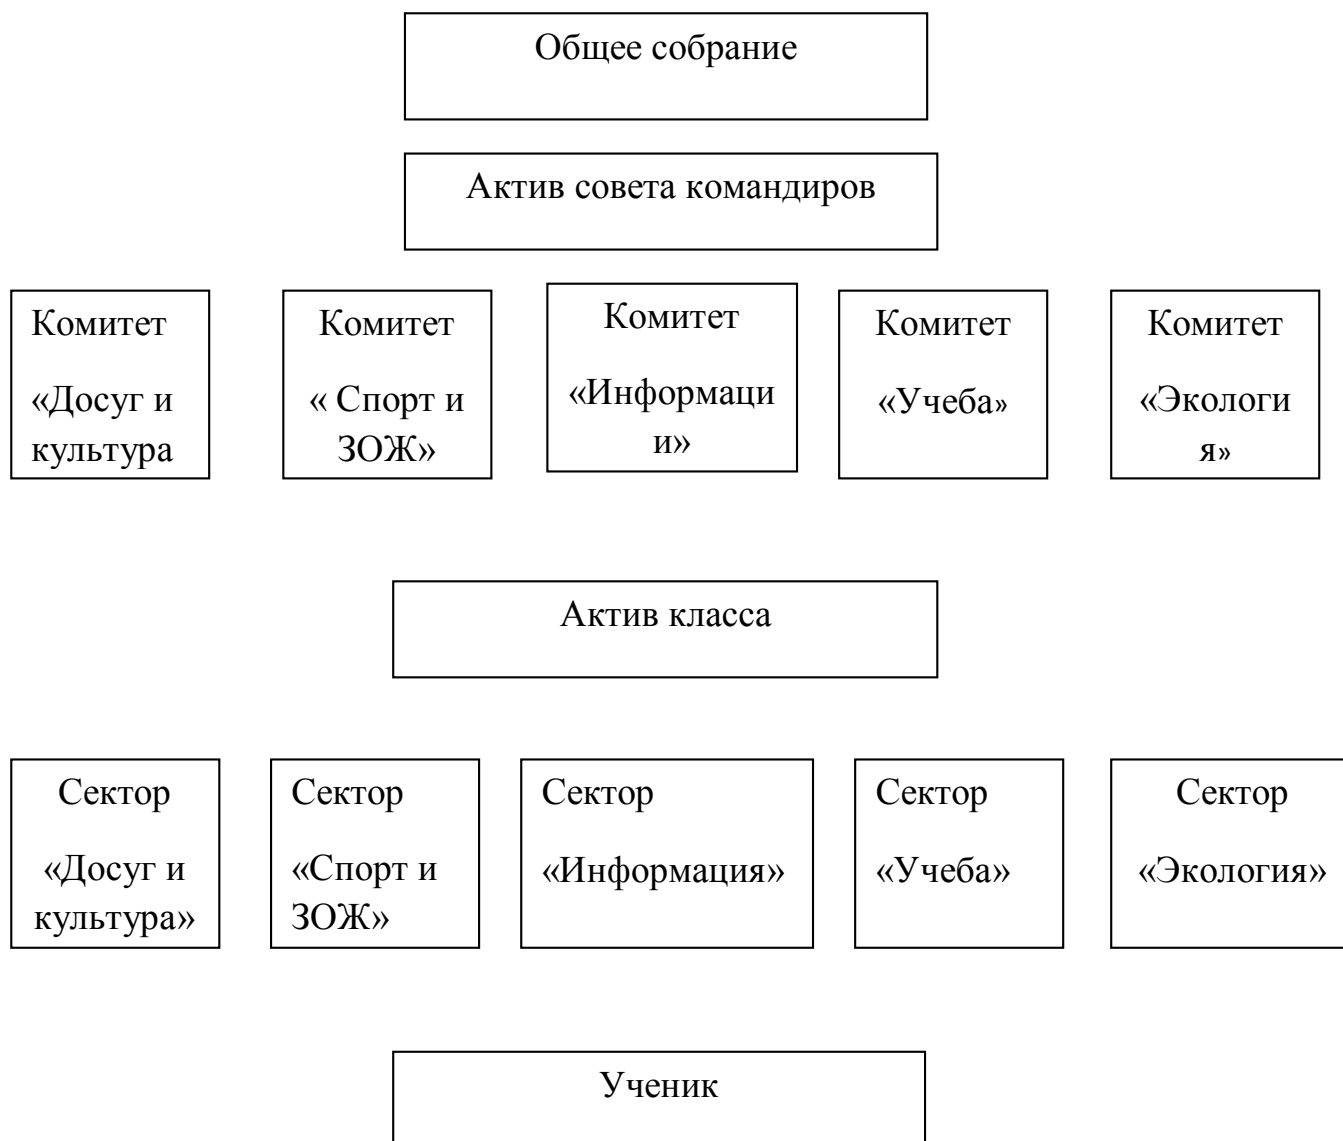 Общее собрание
Актив совета командиров
Комитет
«Досуг и
культура
Комитет
« Спорт и
ЗОЖ»
Комитет
«Информаци
и»
Комитет
«Учеба»
Комитет
«Экологи
я»
Актив класса
Сектор
«Досуг и
культура»
Сектор
«Спорт и
ЗОЖ»
Сектор
«Информация»
Сектор
«Учеба»
Сектор
«Экология»
Ученик